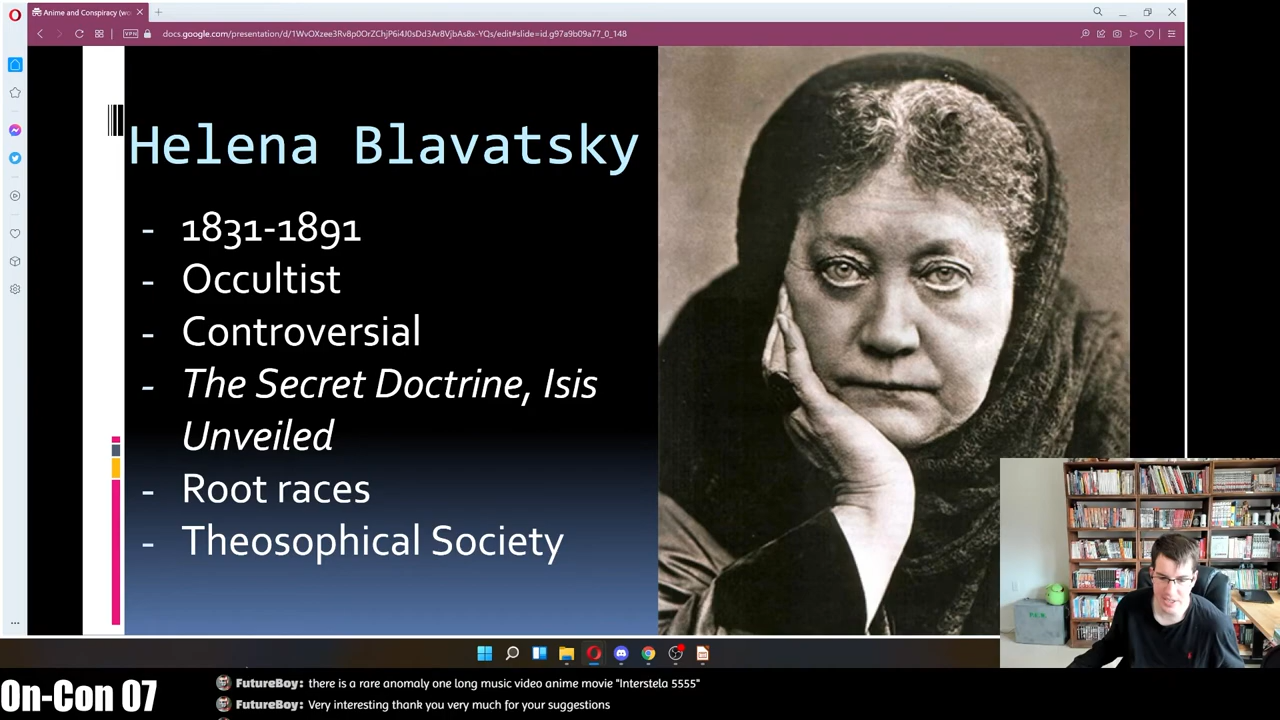 Anime and Conspiracy (wo
VPN
docs.google.com/presentation/d/1WvOXzee3Rv8p0OrZChjP6i4J0sDd3Ar8VjbAs8x-YQs/edit#slide=id.g97a9b09a77_0_148
Helena Blavatsky
- 1831-1891
- Occultist
- Controversial
- The Secret Doctrine, Isis
Unveiled
- Root races
- Theosophical Society
On-Con 07
FutureBoy: there is a rare anomaly one long music video anime movie "Interstela 5555"
FutureBoy: Very interesting thank you very much for your suggestions